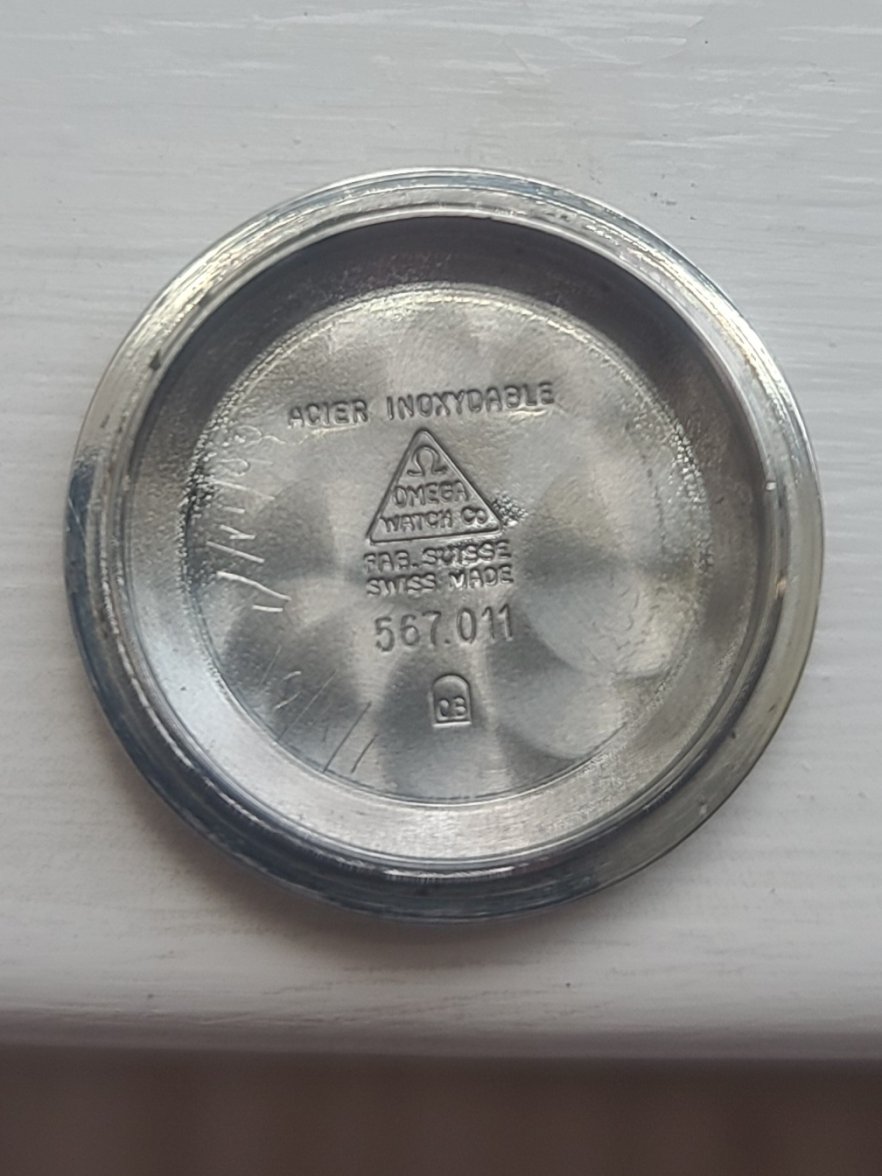 ACIER INOXYDABLE
Ω
OMEGA
WATCH Co
FAB. SUISSE
SWISS MADE
567.011
CB